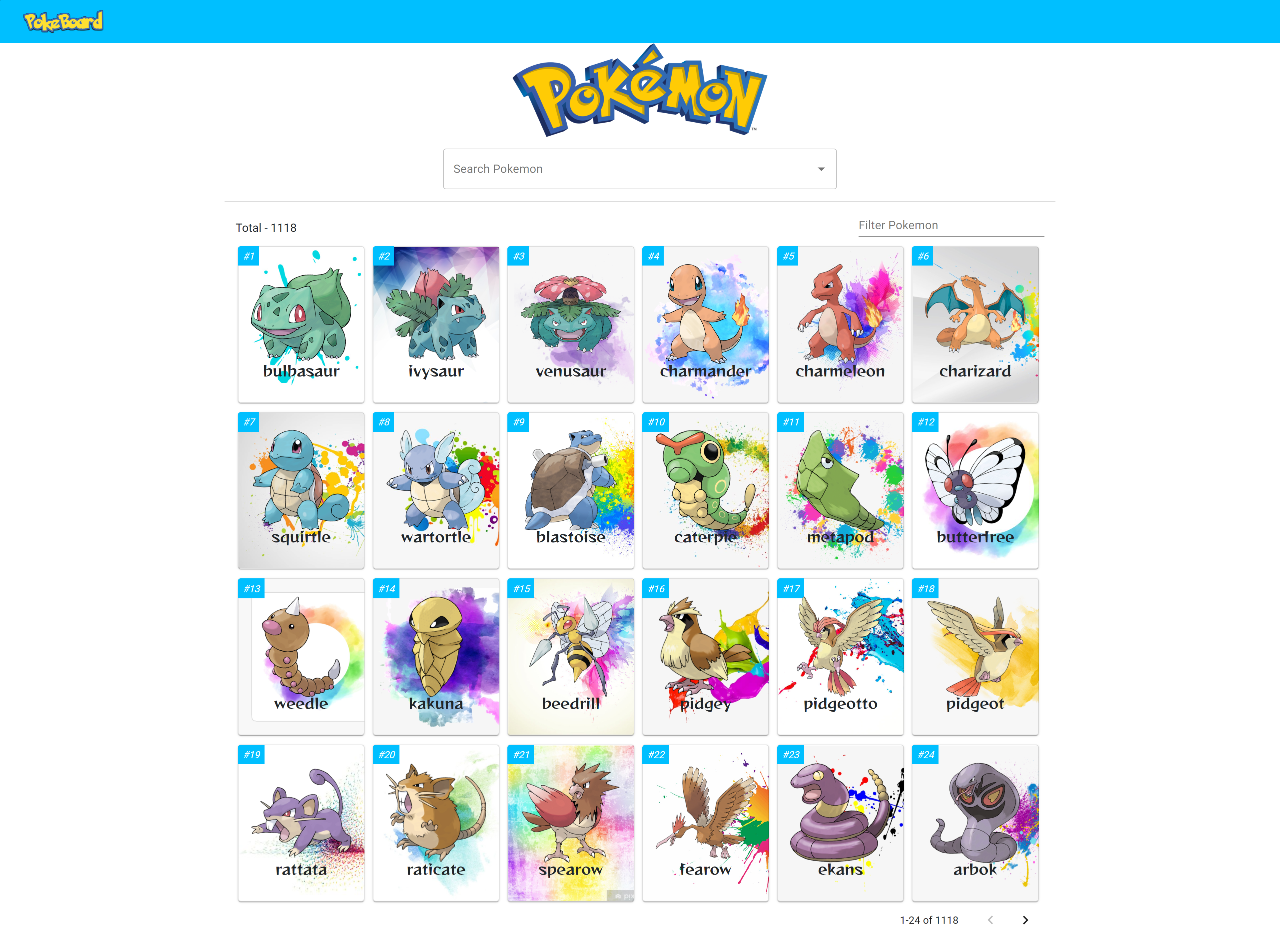 PokeBoard
POKéMON
™
Search Pokemon
Total - 1118
Filter Pokemon
#1
#2
#3
#4
#5
#6
bulbasaur
ivysaur
venusaur
charmander
charmeleon
charizard
#7
#8
#9
#10
#11
#12
squirtle
wartortle
blastoise
caterpie
metapod
butterfree
#13
#14
#15
#16
#17
#18
weedle
kakuna
beedrill
pidgey
pidgeotto
pidgeot
#19
#20
#21
#22
#23
#24
rattata
raticate
spearow
fearow
ekans
arbok
1-24 of 1118